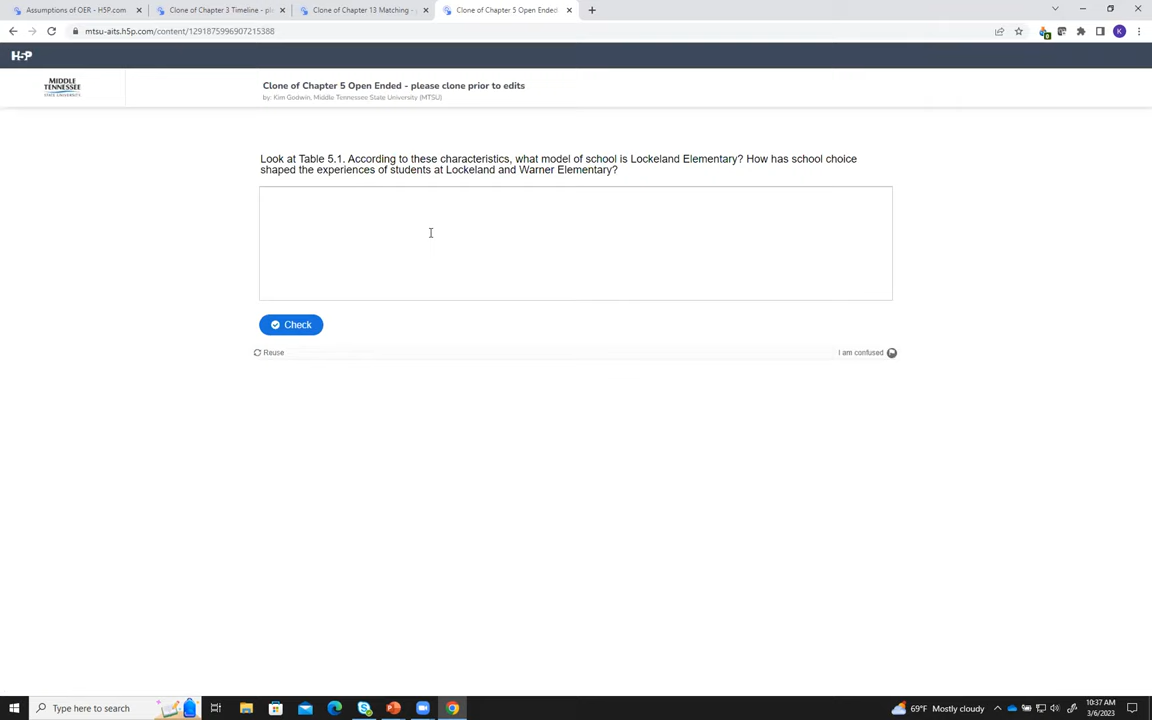 Assumptions of OER - H5P.com
Clone of Chapter 3 Timeline - ple
Clone of Chapter 13 Matching -
Clone of Chapter 5 Open Ended
mtsu-aits.h5p.com/content/1291875996907215388
K
H5P
MIDDLE
TENNESSEE
STATE UNIVERSITY
Clone of Chapter 5 Open Ended - please clone prior to edits
by: Kim Godwin, Middle Tennessee State University (MTSU)
Look at Table 5.1. According to these characteristics, what model of school is Lockeland Elementary? How has school choice
shaped the experiences of students at Lockeland and Warner Elementary?
Check
Reuse
I am confused
Type here to search
69°F Mostly cloudy
10:37 AM
3/6/2023